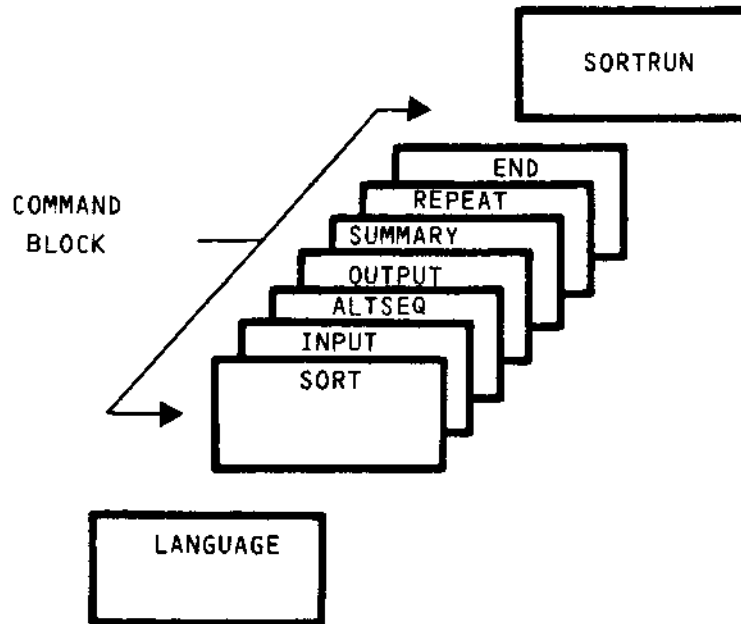 SORTRUN
END
REPEAT
COMMAND
BLOCK
SUMMARY
OUTPUT
ALTSEQ
INPUT
SORT
LANGUAGE